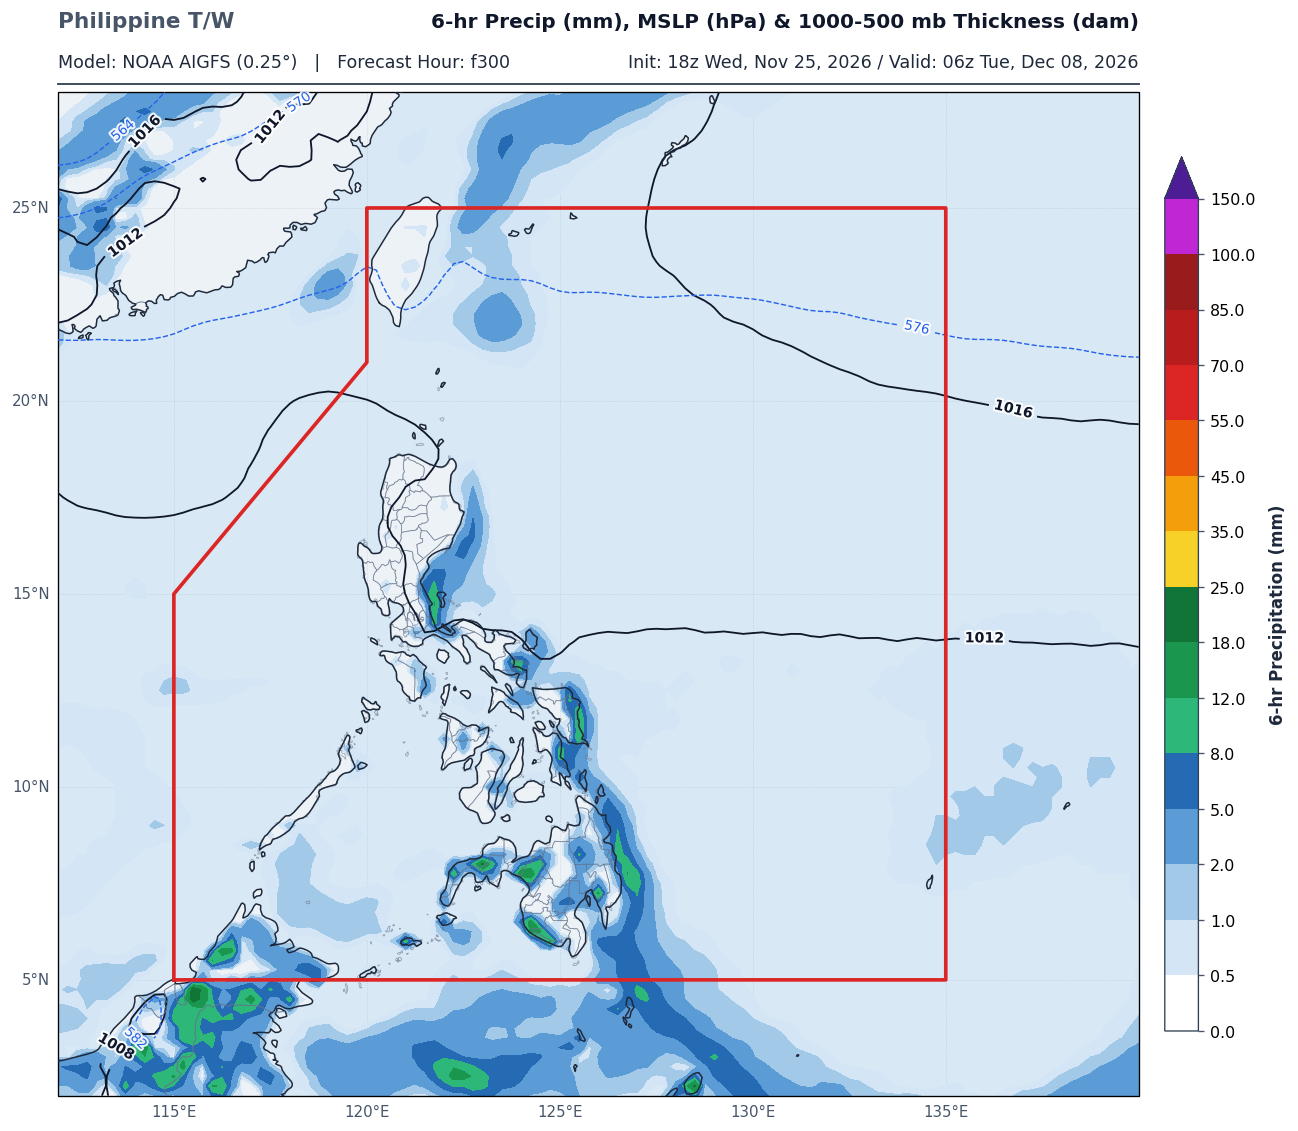 Philippine T/W
6-hr Precip (mm), MSLP (hPa) & 1000-500 mb Thickness (dam)
Model: NOAA AIGFS (0.25°) | Forecast Hour: f300
Init: 18z Wed, Nov 25, 2026 / Valid: 06z Tue, Dec 08, 2026
564
1016
1012
570
1012
576
1016
1012
582
1008
25°N
20°N
15°N
10°N
5°N
115°E
120°E
125°E
130°E
135°E
150.0
100.0
85.0
70.0
55.0
45.0
35.0
25.0
18.0
12.0
8.0
5.0
2.0
1.0
0.5
0.0
6-hr Precipitation (mm)